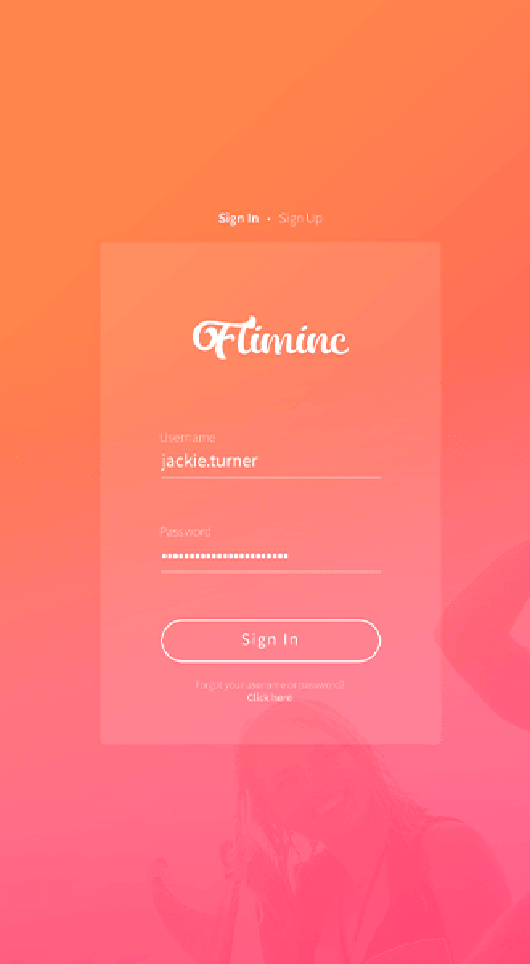 Sign In • Sign Up
Fliminc
Username
jackie.turner
Password
Sign In
Forgot your username or password?
Click here